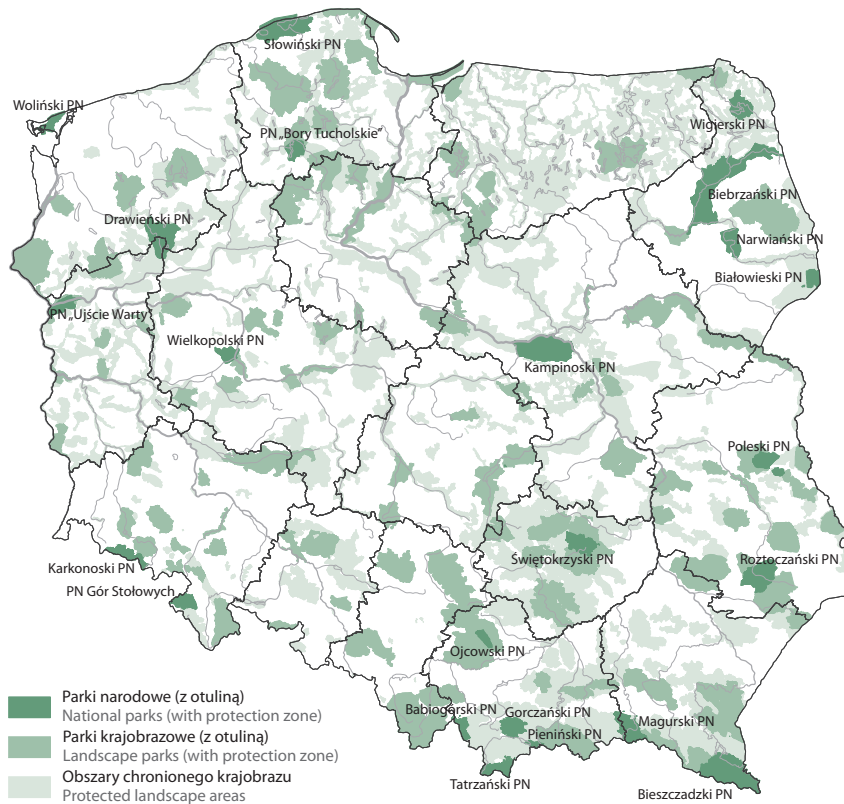 Słowiński PN
Woliński PN
PN „Bory Tucholskie”
Wigierski PN
Biebrzański PN
Drawieński PN
Narwiański PN
Białowieski PN
PN „Ujście Warty”
Wielkopolski PN
Kampinoski PN
Poleski PN
Świętokrzyski PN
Roztoczański PN
Karkonoski PN
PN Gór Stołowych
Ojcowski PN
Babiogórski PN
Gorczański PN
Magurski PN
Pieniński PN
Tatrzański PN
Bieszczadzki PN
Parki narodowe (z otuliną)
National parks (with protection zone)
Parki krajobrazowe (z otuliną)
Landscape parks (with protection zone)
Obszary chronionego krajobrazu
Protected landscape areas